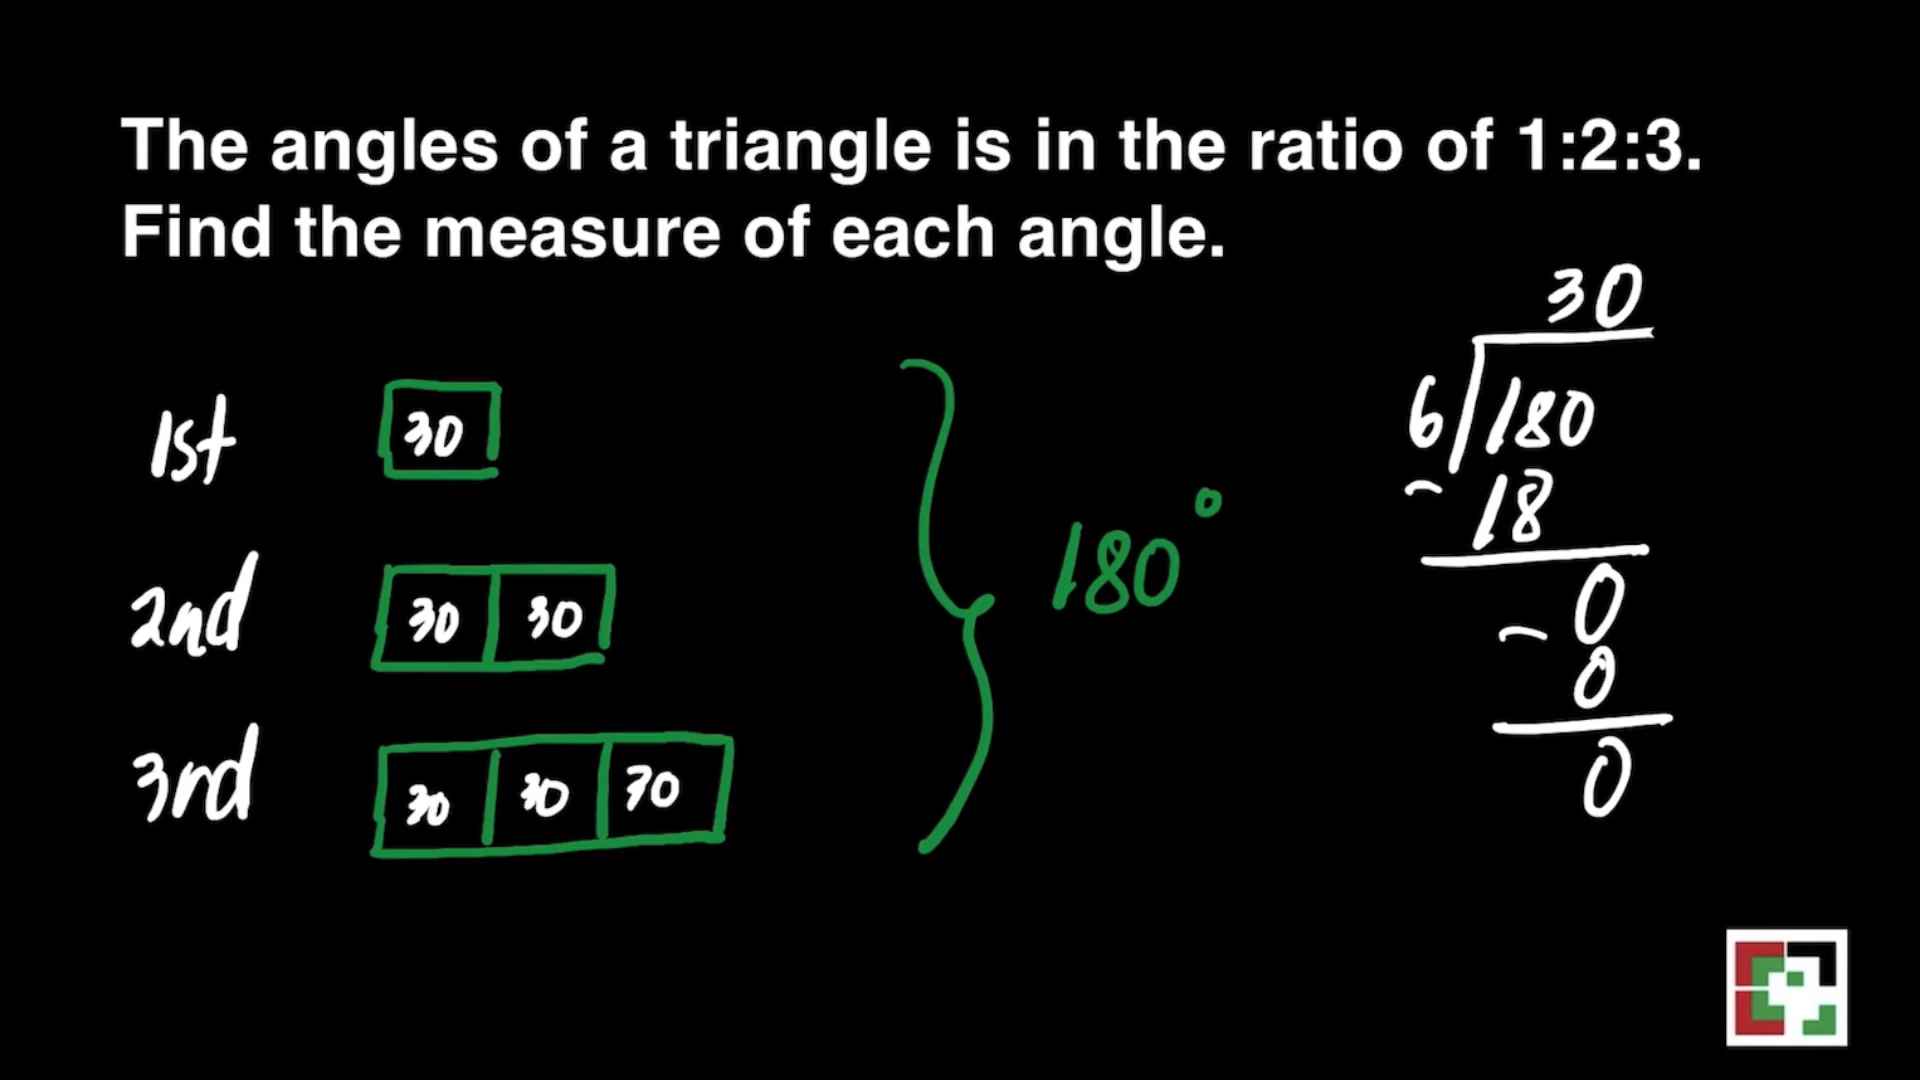 The angles of a triangle is in the ratio of 1:2:3.
Find the measure of each angle.
1st 30
2nd 30 30
3rd 30 30 30
180°
30
6 180
- 18
0
- 0
0